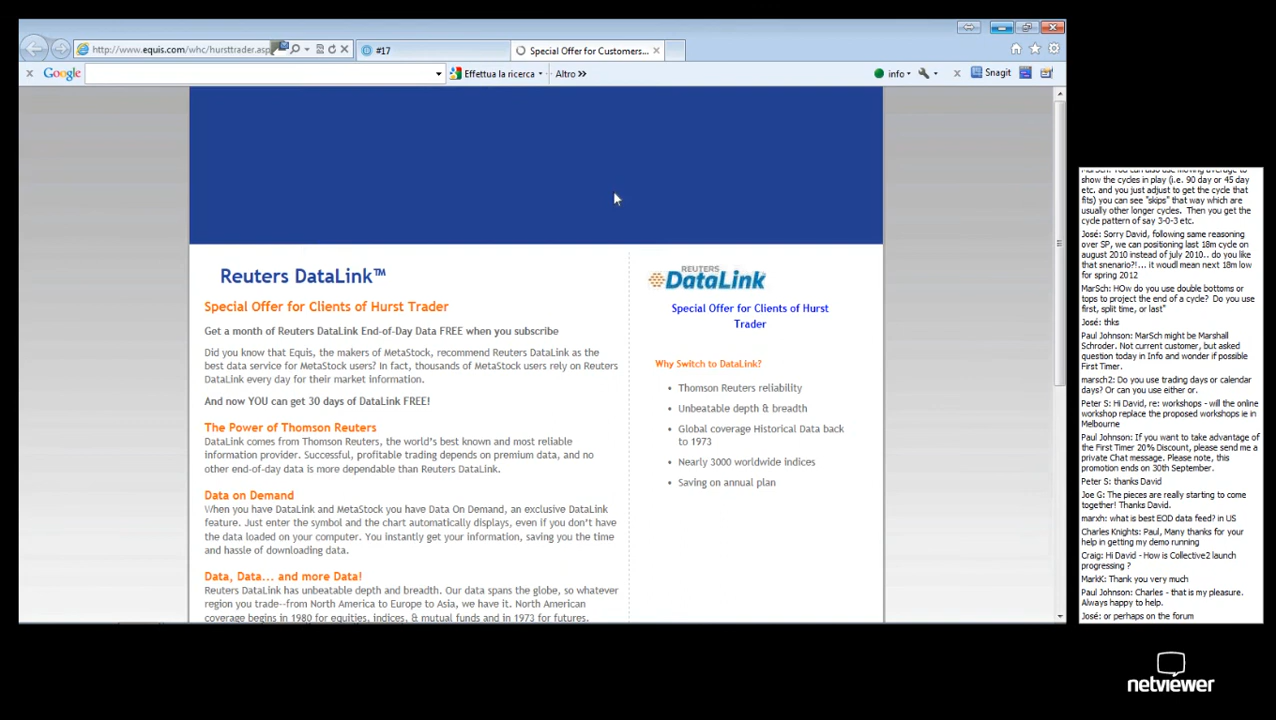 http://www.equis.com/whc/hursttrader.asp
#17
Special Offer for Customers...
Google
Effettua la ricerca
Altro »
info
Snagit
Reuters DataLink™
Special Offer for Clients of Hurst Trader
Get a month of Reuters DataLink End-of-Day Data FREE when you subscribe
Did you know that Equis, the makers of MetaStock, recommend Reuters DataLink as the
best data service for MetaStock users? In fact, thousands of MetaStock users rely on Reuters
DataLink every day for their market information.
And now YOU can get 30 days of DataLink FREE!
The Power of Thomson Reuters
DataLink comes from Thomson Reuters, the world's best known and most reliable
information provider. Successful, profitable trading depends on premium data, and no
other end-of-day data is more dependable than Reuters DataLink.
Data on Demand
When you have DataLink and MetaStock you have Data On Demand, an exclusive DataLink
feature. Just enter the symbol and the chart automatically displays, even if you don't have
the data loaded on your computer. You instantly get your information, saving you the time
and hassle of downloading data.
Data, Data... and more Data!
Reuters DataLink has unbeatable depth and breadth. Our data spans the globe, so whatever
region you trade--from North America to Europe to Asia, we have it. North American
coverage begins in 1980 for equities, indices, & mutual funds and in 1973 for futures.
REUTERS
DataLink
Special Offer for Clients of Hurst
Trader
Why Switch to DataLink?
Thomson Reuters reliability
Unbeatable depth & breadth
Global coverage Historical Data back
to 1973
Nearly 3000 worldwide indices
Saving on annual plan
MarSch: You can also use moving average to
show the cycles in play (i.e. 90 day or 45 day
etc. and you just adjust to get the cycle that
fits) you can see "skips" that way which are
usually other longer cycles. Then you get the
cycle pattern of say 3-0-3 etc.
José: Sorry David, following same reasoning
over SP, we can positioning last 18m cycle on
august 2010 instead of july 2010.. do you like
that snenario?!... it woudl mean next 18m low
for spring 2012
MarSch: HOw do you use double bottoms or
tops to project the end of a cycle? Do you use
first, split time, or last"
José: thks
Paul Johnson: MarSch might be Marshall
Schroder. Not current customer, but asked
question today in Info and wonder if possible
First Timer.
marsch2: Do you use trading days or calendar
days? Or can you use either or.
Peter S: Hi David, re: workshops - will the online
workshop replace the proposed workshops ie in
Melbourne
Paul Johnson: If you want to take advantage of
the First Timer 20% Discount, please send me a
private Chat message. Please note, this
promotion ends on 30th September.
Peter S: thanks David
Joe G: The pieces are really starting to come
together! Thanks David.
marxh: what is best EOD data feed? in US
Charles Knights: Paul, Many thanks for your
help in getting my demo running
Craig: Hi David - How is Collective2 launch
progressing ?
MarkK: Thank you very much
Paul Johnson: Charles - that is my pleasure.
Always happy to help.
José: or perhaps on the forum
netviewer